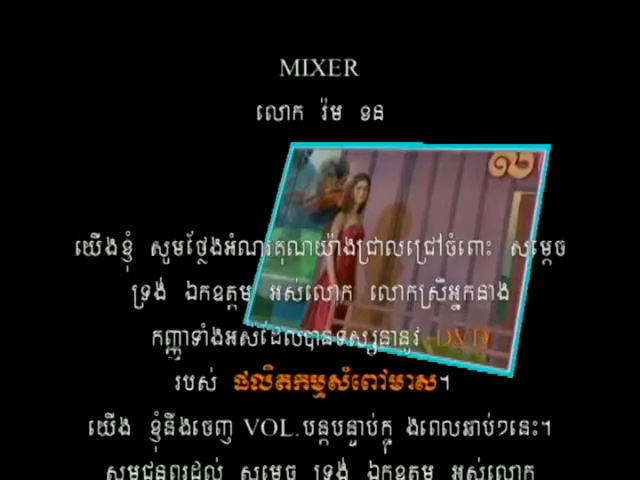 MIXER
លោក រ៉ម ខន
យើងខ្ញុំ សូមថ្លែងអំណរគុណយ៉ាងជ្រាលជ្រៅចំពោះ សម្តេច
ទ្រង់ ឯកឧត្តម អស់លោក លោកស្រីអ្នកនាង
កញ្ញាទាំងអស់ដែលបានទស្សនានូវ DVD
របស់ ផលិតកម្មសំពៅមាស។
យើង ខ្ញុំនឹងចេញ VOL.បន្តបន្ទាប់ក្នុ ងពេលឆាប់ៗនេះ។
សូមជូនពរដល់ សម្តេច ទ្រង់ ឯកឧត្តម អស់លោក